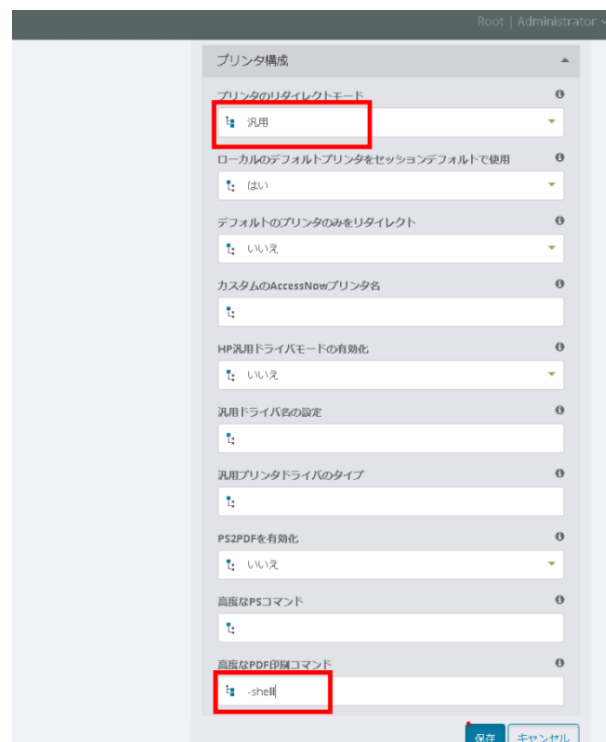 Root | Administrator
プリンタ構成
プリンタのリダイレクトモード
汎用
ローカルのデフォルトプリンタをセッションデフォルトで使用
はい
デフォルトのプリンタのみをリダイレクト
いいえ
カスタムのAccessNowプリンタ名
HP汎用ドライバモードの有効化
いいえ
汎用ドライバ名の設定
汎用プリンタドライバのタイプ
PS2PDFを有効化
いいえ
高度なPSコマンド
高度なPDF印刷コマンド
-shell
保存 キャンセル